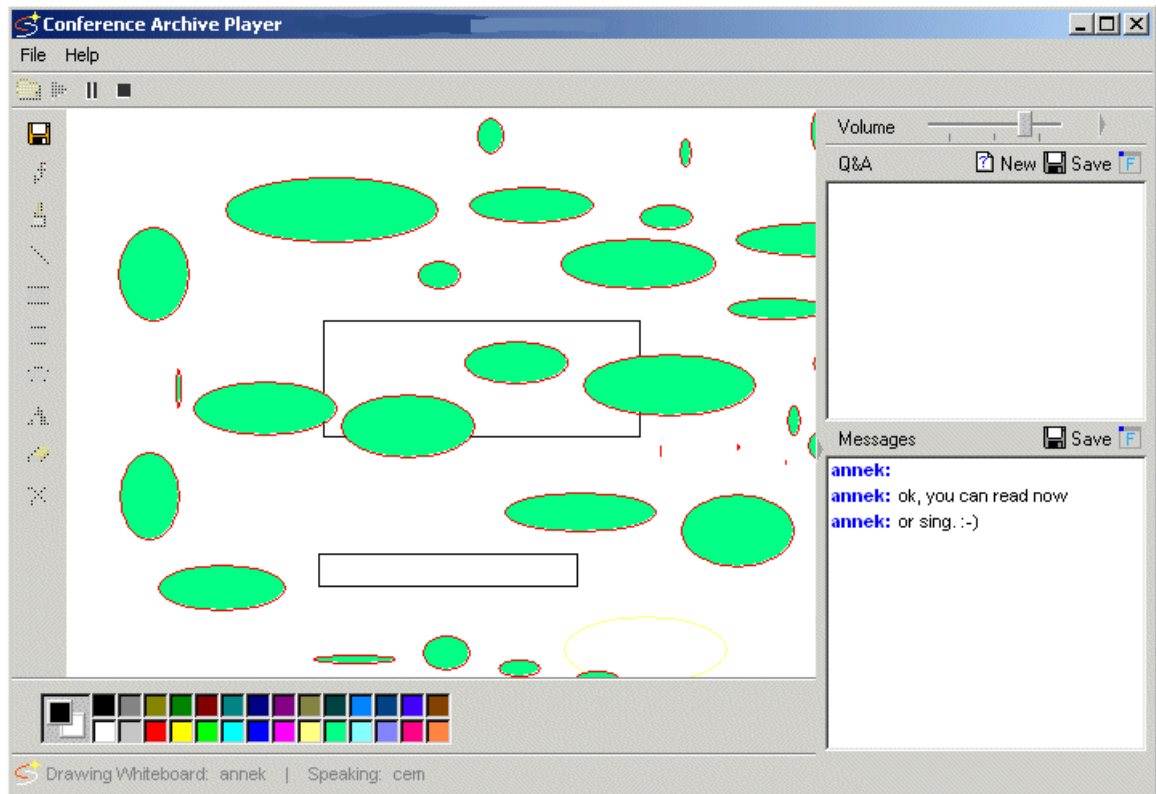 Conference Archive Player
File Help
Volume
Q&A New Save F
Messages Save F
annek:
annek: ok, you can read now
annek: or sing. :-)
Drawing Whiteboard: annek | Speaking: cem